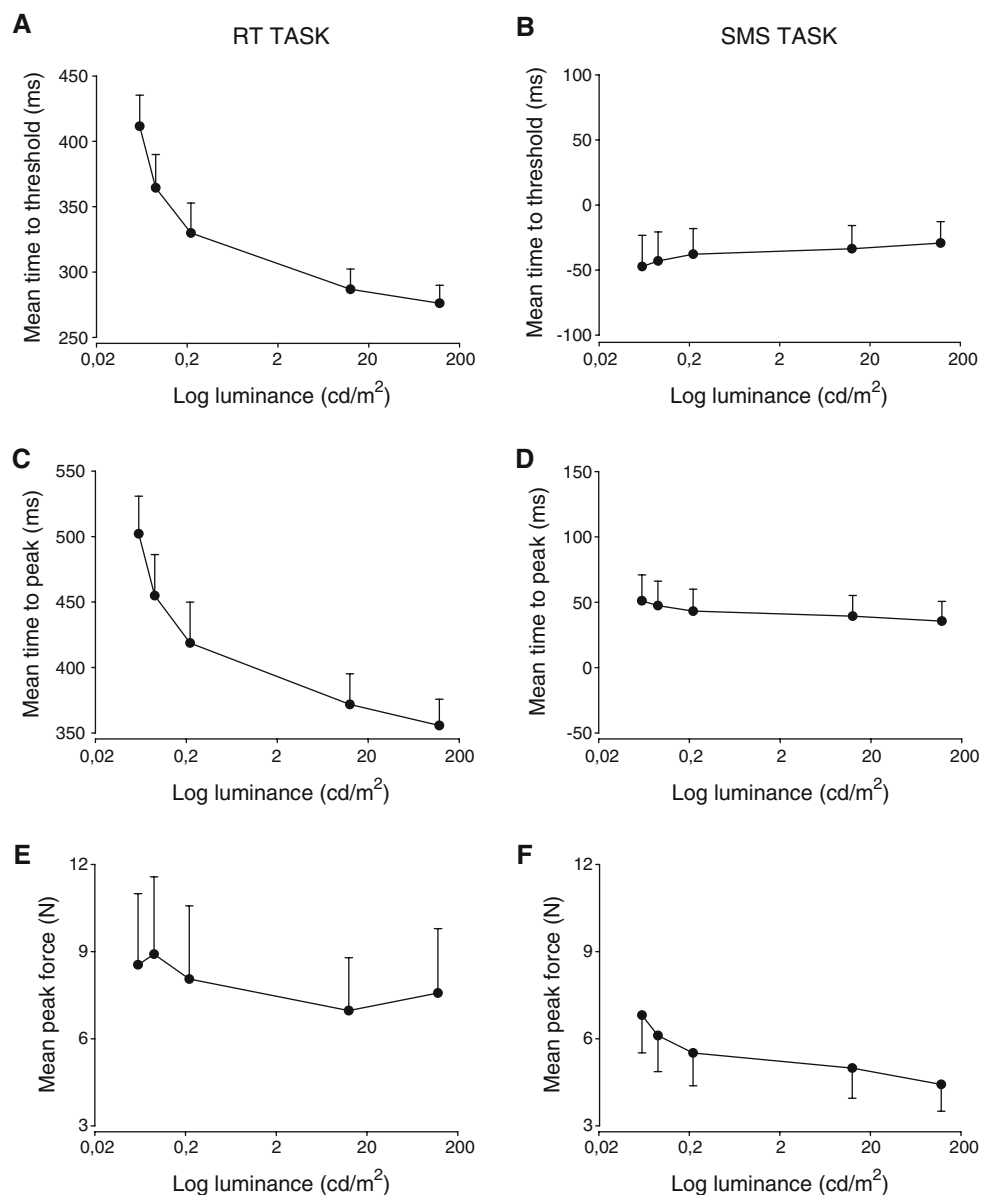 A
RT TASK
Mean time to threshold (ms)
450
400
350
300
250
0,02
0,2
2
20
200
Log luminance (cd/m²)
B
SMS TASK
Mean time to threshold (ms)
100
50
0
-50
-100
0,02
0,2
2
20
200
Log luminance (cd/m²)
C
Mean time to peak (ms)
550
500
450
400
350
0,02
0,2
2
20
200
Log luminance (cd/m²)
D
Mean time to peak (ms)
150
100
50
0
-50
0,02
0,2
2
20
200
Log luminance (cd/m²)
E
Mean peak force (N)
12
9
6
3
0,02
0,2
2
20
200
Log luminance (cd/m²)
F
Mean peak force (N)
12
9
6
3
0,02
0,2
2
20
200
Log luminance (cd/m²)